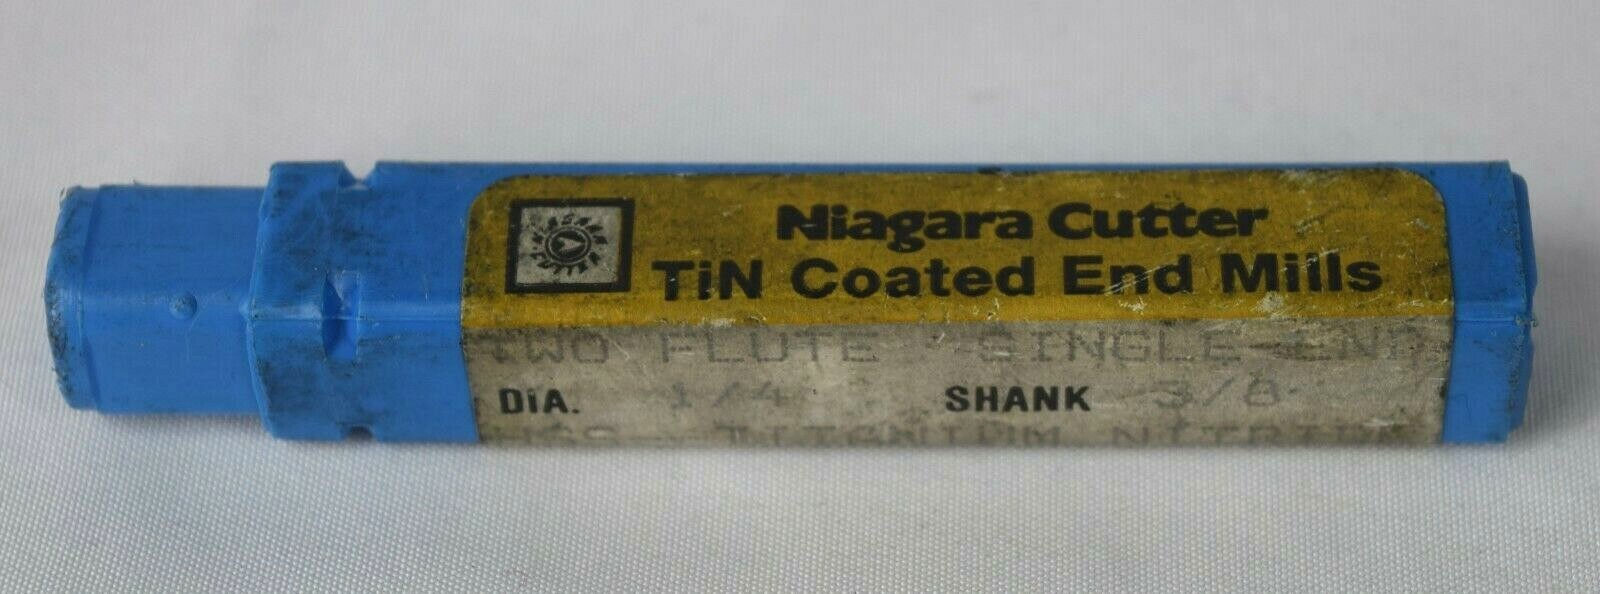 Niagara Cutter
TiN Coated End Mills
TWO FLUTE SINGLE END
DIA. 1/4 SHANK 3/8
HSS TITANIUM NITRIDE